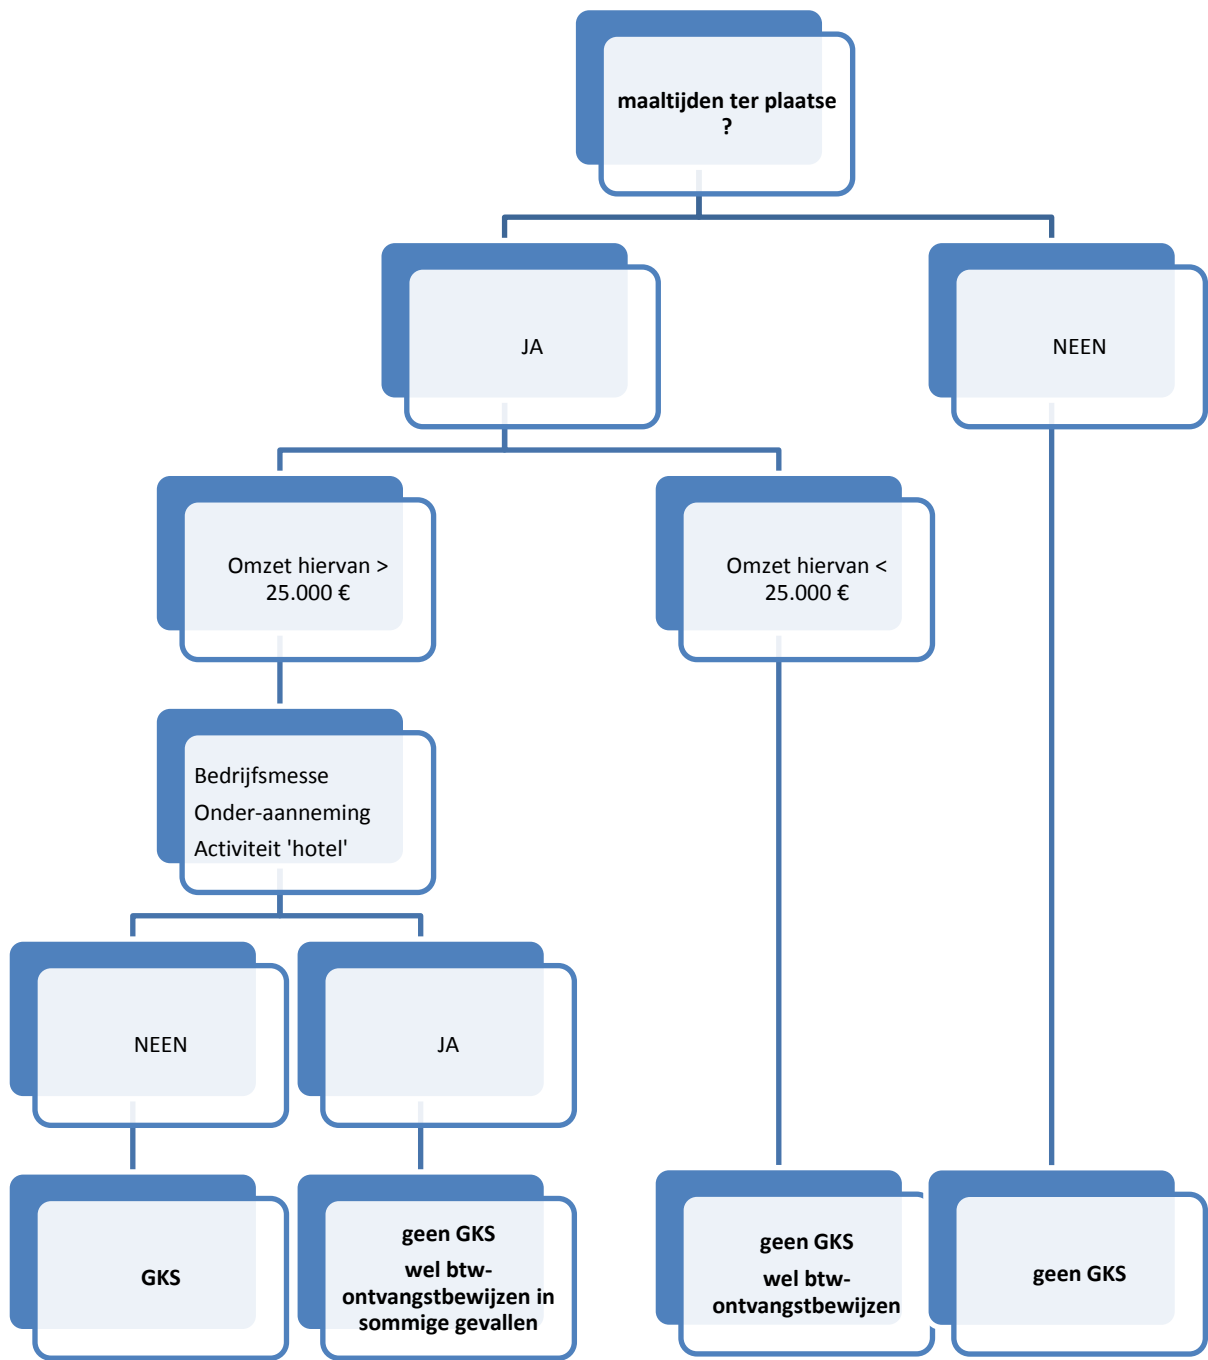 maaltijden ter plaatse
?
JA
NEEN
Omzet hiervan >
25.000 €
Omzet hiervan <
25.000 €
Bedrijfsmesse
Onder-aanneming
Activiteit 'hotel'
NEEN
JA
GKS
geen GKS
wel btw-
ontvangstbewijzen in
sommige gevallen
geen GKS
wel btw-
ontvangstbewijzen
geen GKS